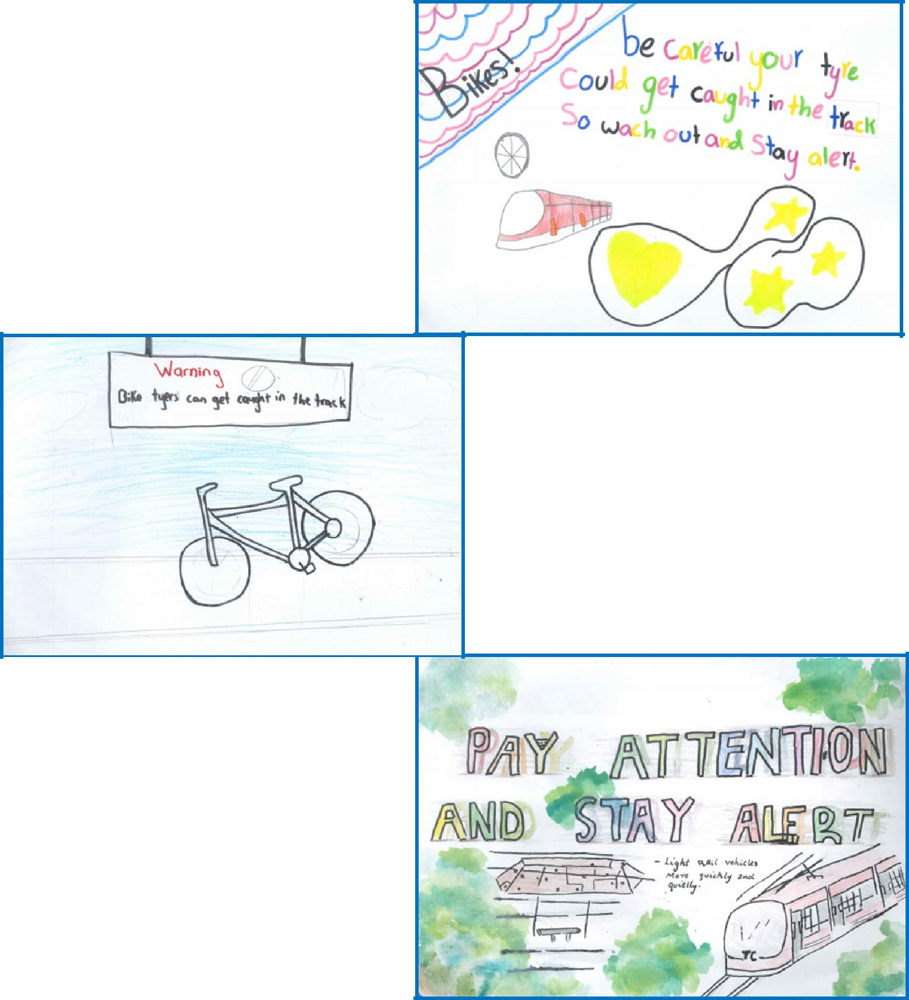 Bikes!
be careful your tyre
Could get caught in the track
So wach out and Stay alert.
Warning
Bike tyers can get caught in the track
PAY ATTENTION
AND STAY ALERT
- Light Rail vehicles
Move quickly and
quietly.
TC